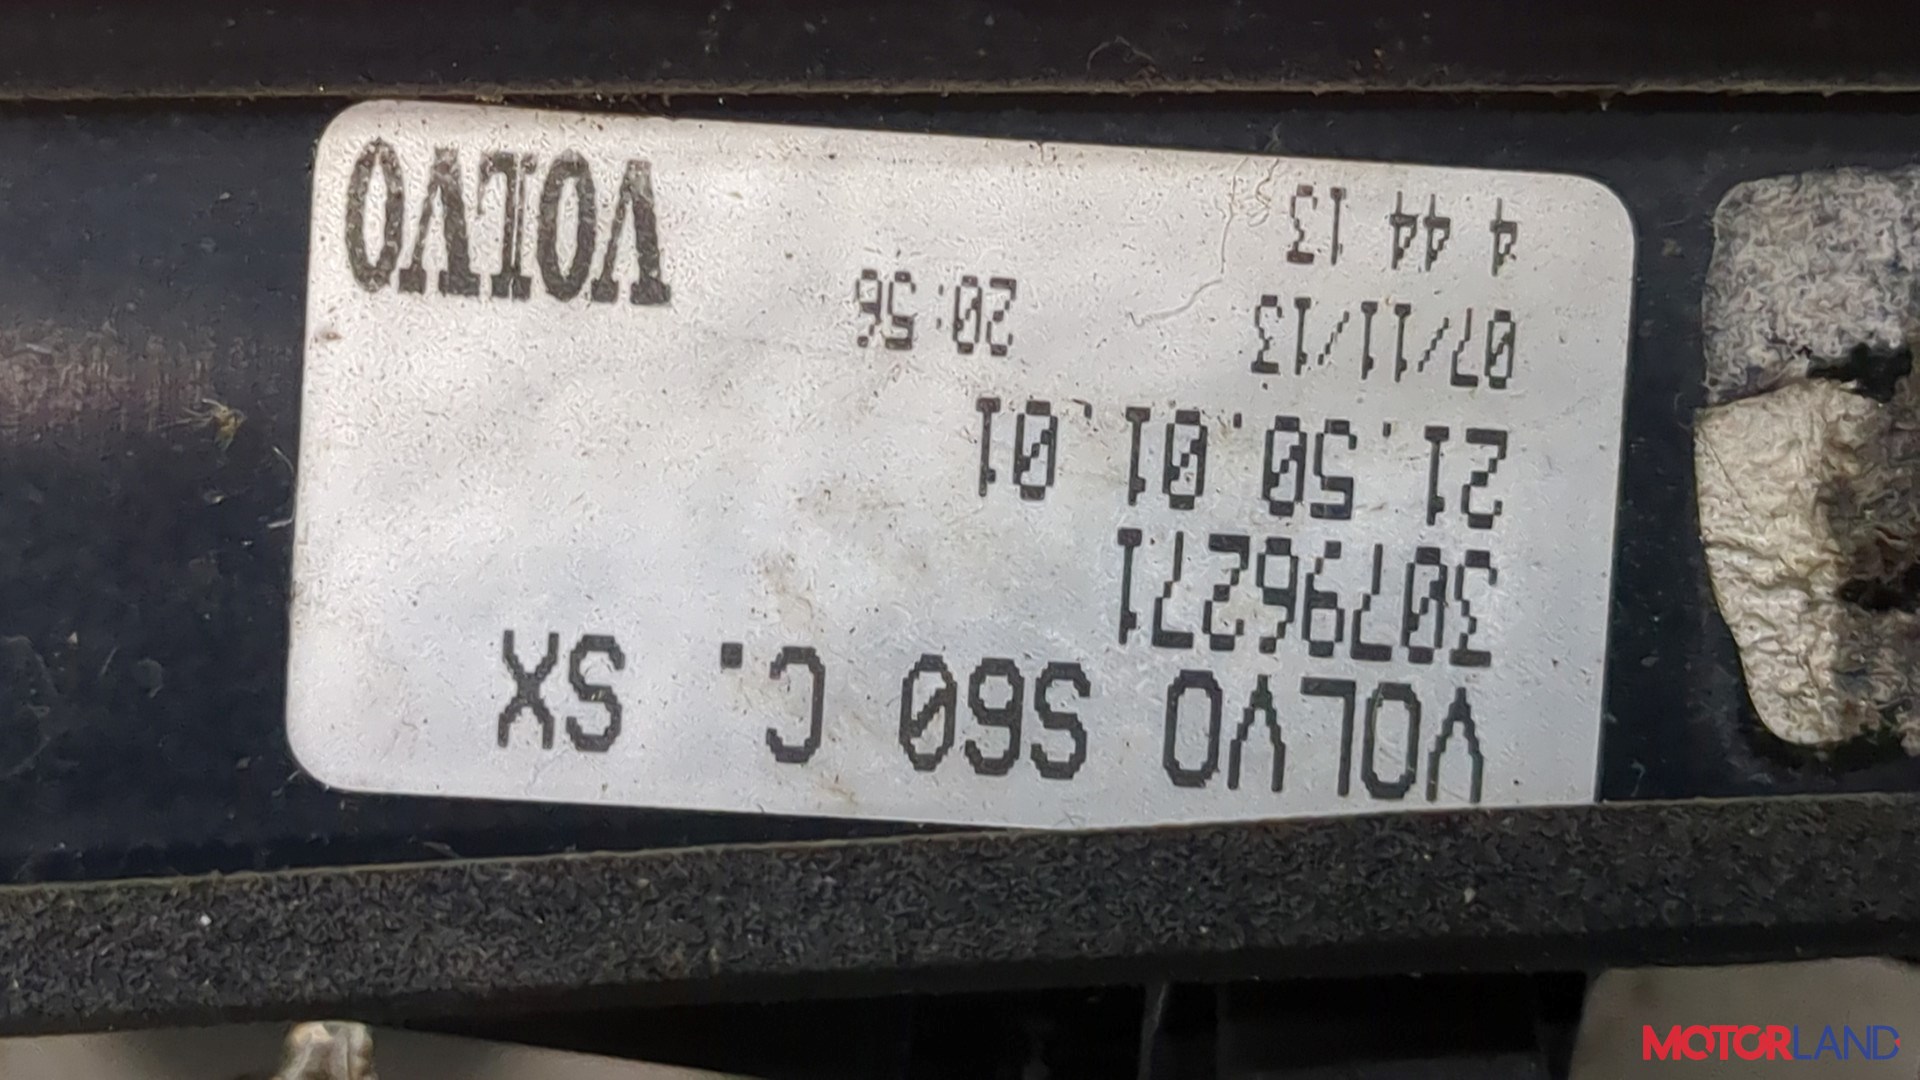 VOLVO S60 C. SX
30796271
21.50.01.01
07/11/13 20:56
4 44 13
VOLVO
MOTORLAND